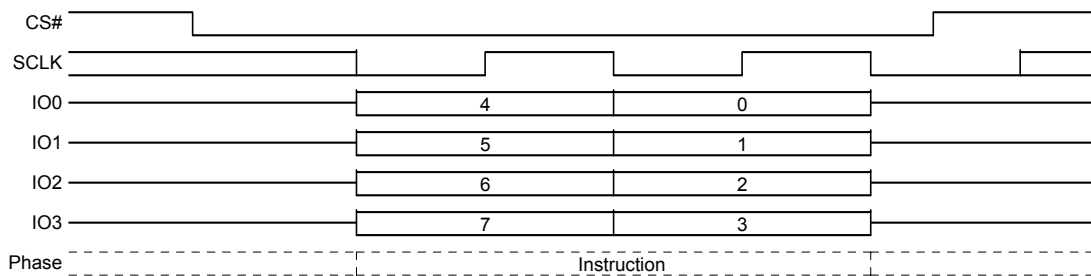 CS#
SCLK
IO0 4 0
IO1 5 1
IO2 6 2
IO3 7 3
Phase Instruction